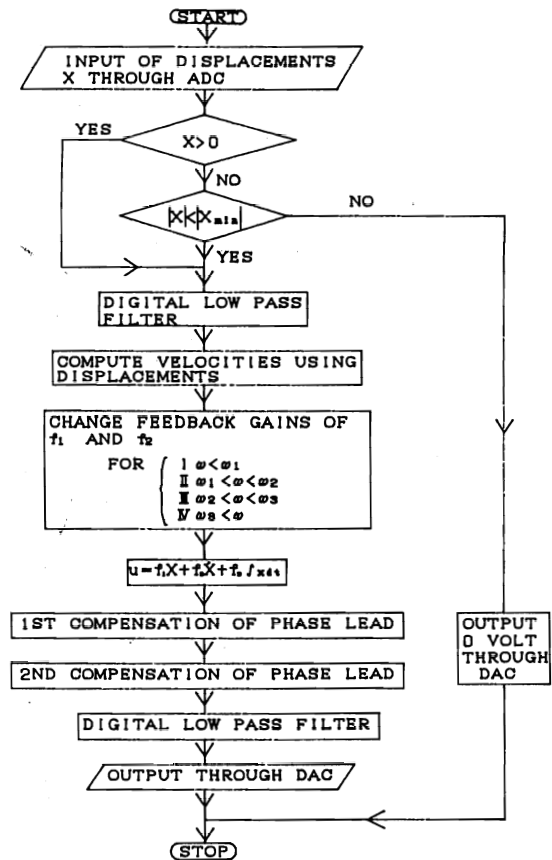 START
INPUT OF DISPLACEMENTS
X THROUGH ADC
YES
X>0
NO
NO
|X|<|Xmin|
YES
DIGITAL LOW PASS
FILTER
COMPUTE VELOCITIES USING
DISPLACEMENTS
CHANGE FEEDBACK GAINS OF
f1 AND f2
FOR
I ω<ω1
II ω1<ω<ω2
III ω2<ω<ω3
IV ω3<ω
1ST COMPENSATION OF PHASE LEAD
OUTPUT
0 VOLT
THROUGH
DAC
2ND COMPENSATION OF PHASE LEAD
DIGITAL LOW PASS FILTER
OUTPUT THROUGH DAC
STOP